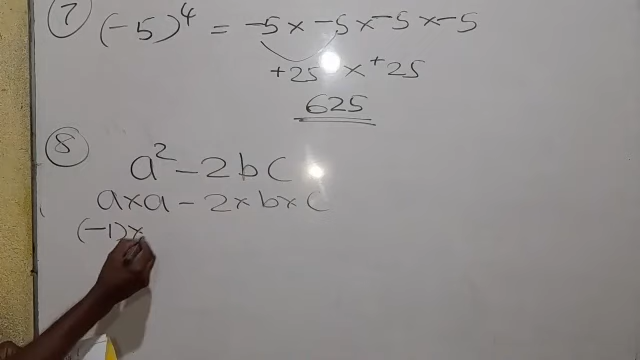 7 (-5)⁴ = -5 x -5 x -5 x -5
+25 x +25
625
8
a² - 2bc
a x a - 2 x b x c
(-1) x